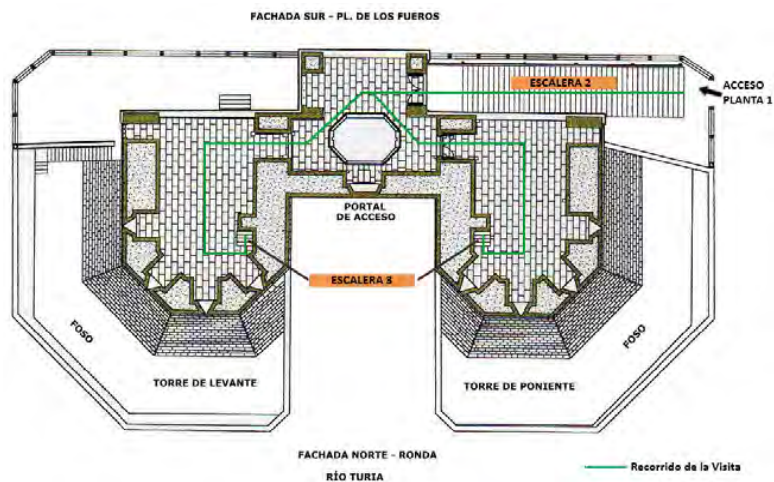 FACHADA SUR - PL. DE LOS FUEROS
ESCALERA 2
ACCESO
PLANTA 1
PORTAL
DE ACCESO
ESCALERA 3
FOSO
FOSO
TORRE DE LEVANTE
TORRE DE PONIENTE
FACHADA NORTE - RONDA
RÍO TURIA
Recorrido de la Visita